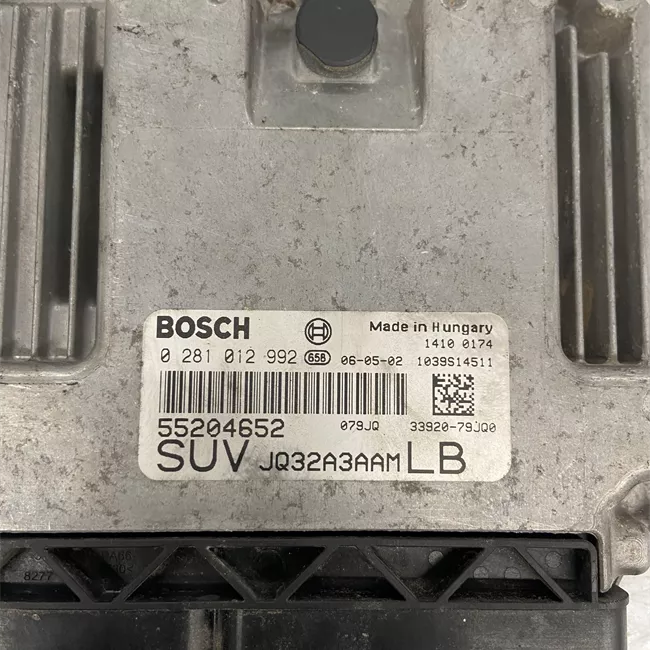 BOSCH Made in Hungary
1410 0174
0 281 012 992 658 06-05-02 1039S14511
55204652 079JQ 33920-79JQ0
SUV JQ32A3AAM LB
8277